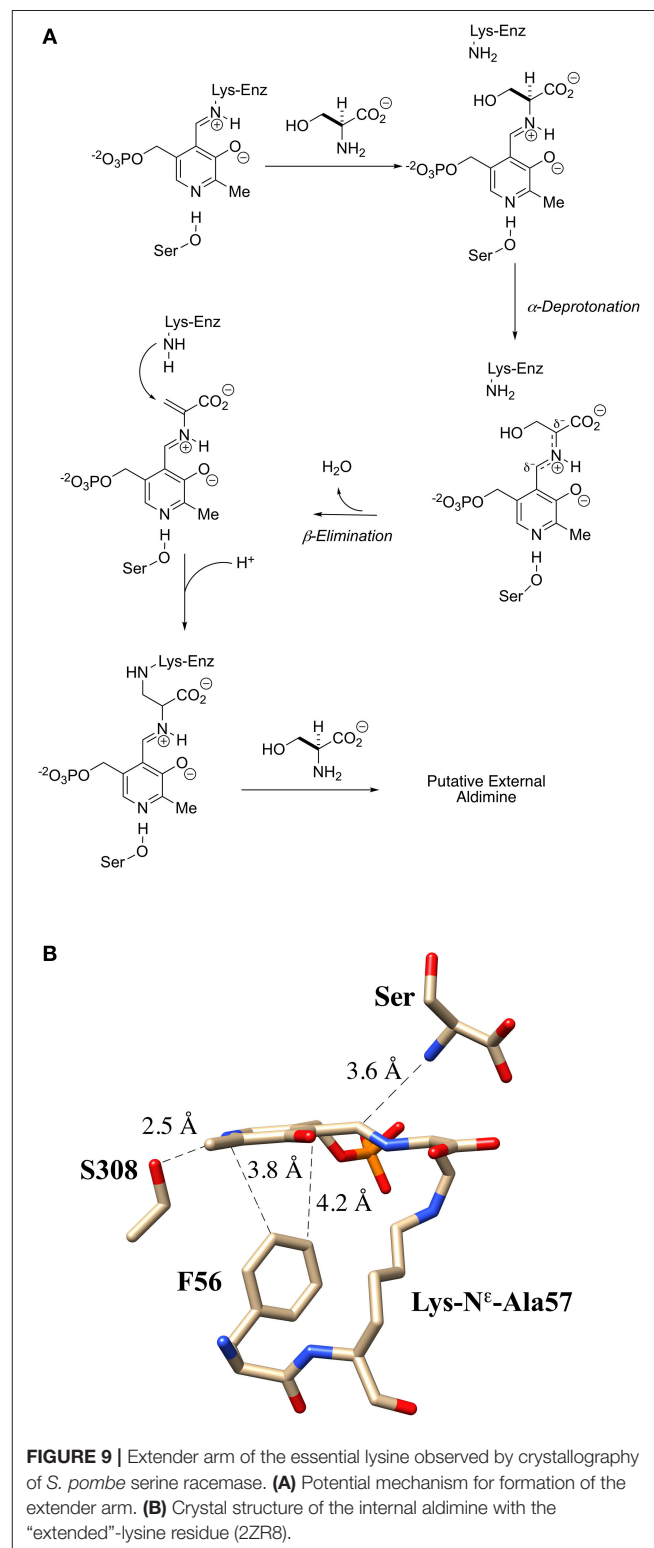 A
Lys-Enz
N
⊕
H
-2O3PO
O
⊖
N
Me
H
O
Ser
H
HO
CO2
⊖
NH2
Lys-Enz
NH2
H
HO
CO2
⊖
N
⊕
H
-2O3PO
O
⊖
N
Me
H
O
Ser
α-Deprotonation
Lys-Enz
NH
H
CO2
⊖
N
⊕
H
-2O3PO
O
⊖
N
Me
H
O
Ser
H2O
β-Elimination
Lys-Enz
NH2
HO
δ−
CO2
⊖
δ−
N
⊕
H
-2O3PO
O
⊖
N
Me
H
O
Ser
H+
HN Lys-Enz
CO2
⊖
N
⊕
H
-2O3PO
O
⊖
N
Me
H
O
Ser
H
HO
CO2
⊖
NH2
Putative External
Aldimine
B
Ser
3.6 Å
2.5 Å
S308
3.8 Å
4.2 Å
F56
Lys-Nε-Ala57
FIGURE 9 | Extender arm of the essential lysine observed by crystallography
of S. pombe serine racemase. (A) Potential mechanism for formation of the
extender arm. (B) Crystal structure of the internal aldimine with the
“extended”-lysine residue (2ZR8).